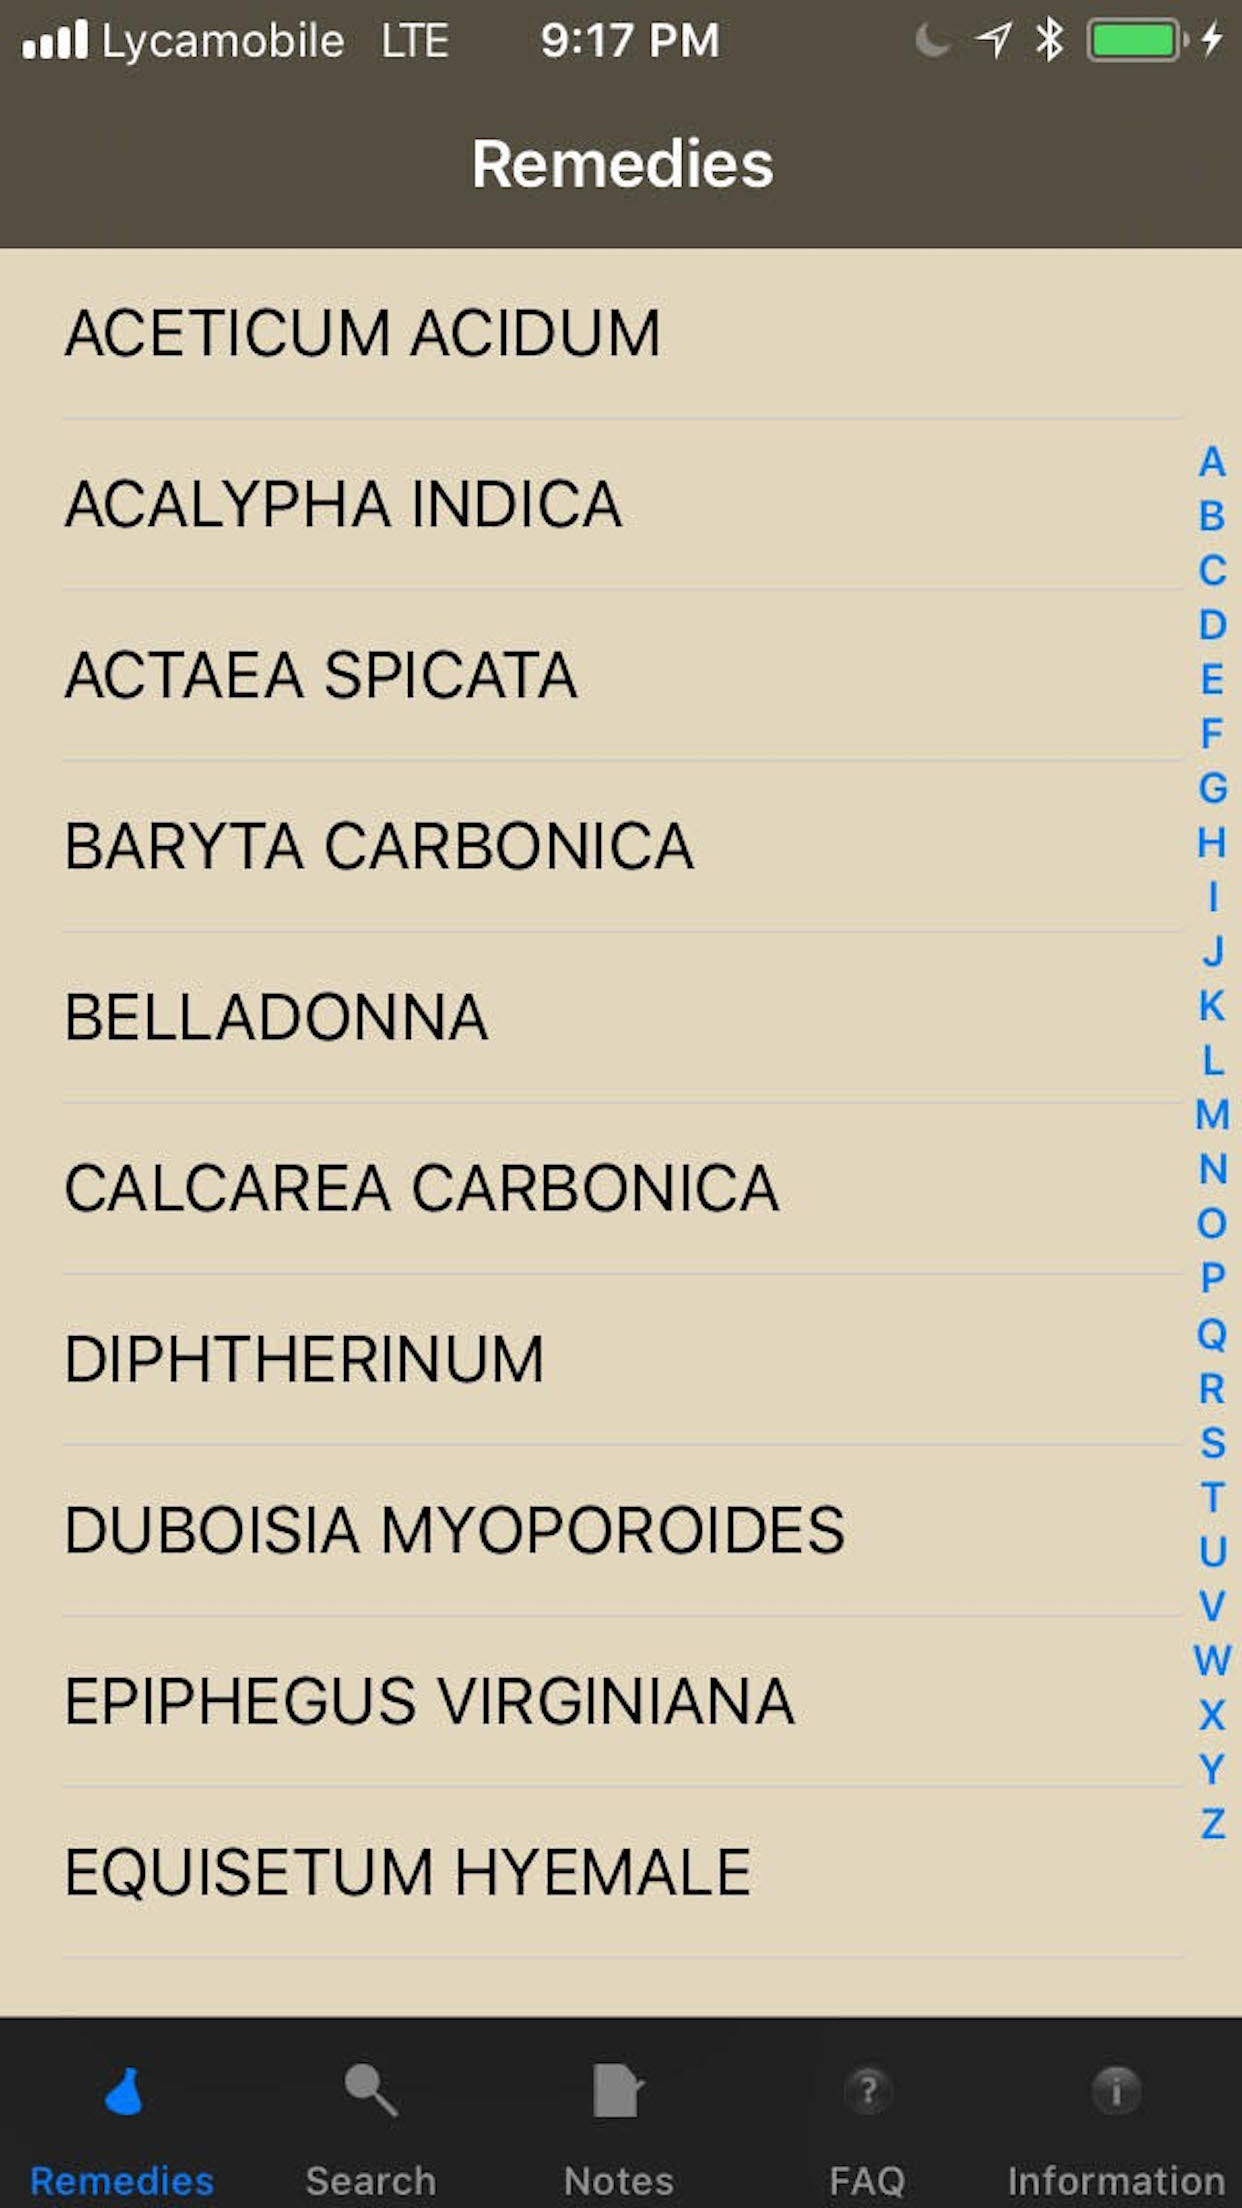 Lycamobile LTE 9:17 PM
Remedies
ACETICUM ACIDUM
ACALYPHA INDICA
ACTAEA SPICATA
BARYTA CARBONICA
BELLADONNA
CALCAREA CARBONICA
DIPHTHERINUM
DUBOISIA MYOPOROIDES
EPIPHEGUS VIRGINIANA
EQUISETUM HYEMALE
A
B
C
D
E
F
G
H
I
J
K
L
M
N
O
P
Q
R
S
T
U
V
W
X
Y
Z
Remedies Search Notes FAQ Information